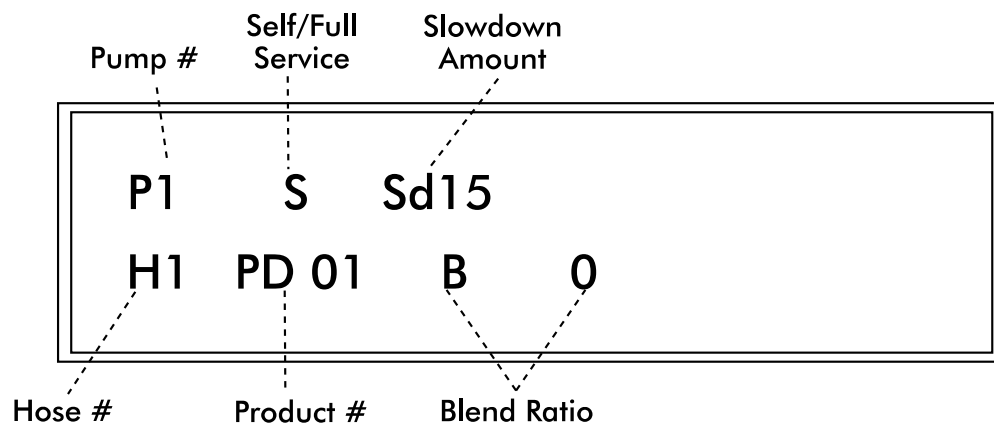 Self/Full
Service
Slowdown
Amount
Pump #
P1 S Sd15
H1 PD 01 B 0
Hose # Product # Blend Ratio